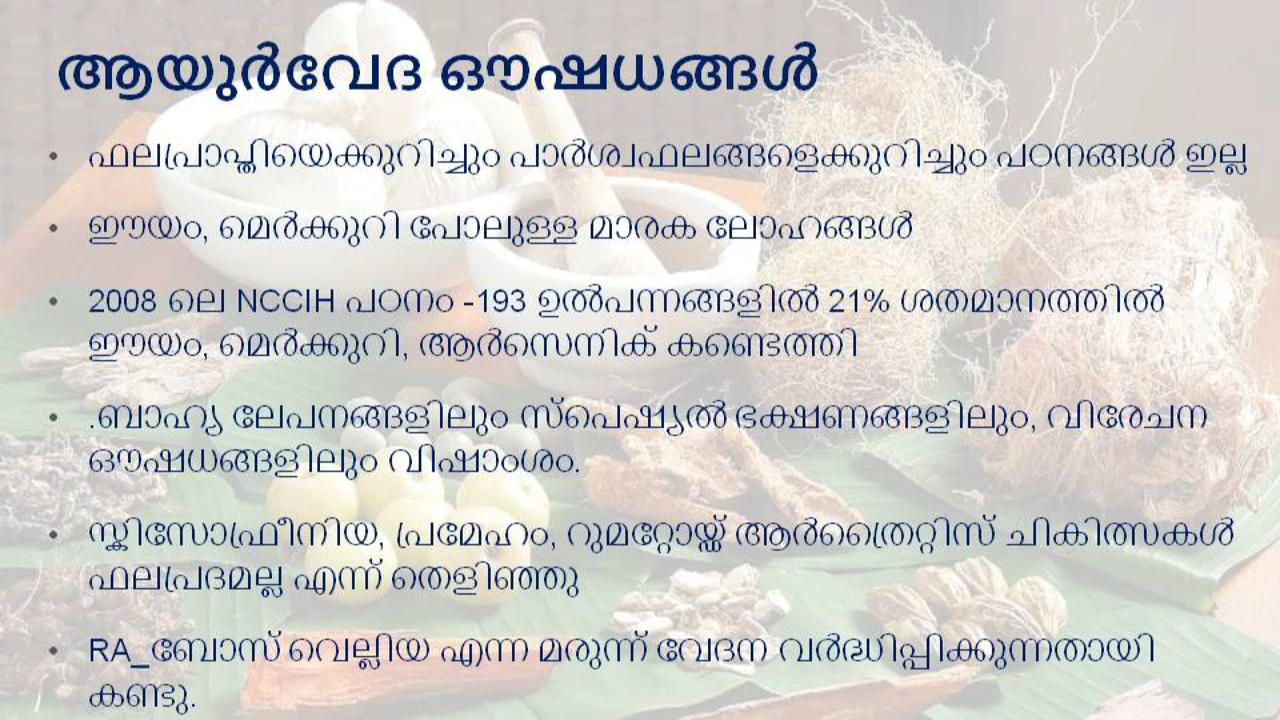 ആയുർവേദ ഔഷധങ്ങൾ
• ഫലപ്രാപ്തിയെക്കുറിച്ചും പാർശ്വഫലങ്ങളെക്കുറിച്ചും പഠനങ്ങൾ ഇല്ല
• ഈയം, മെർക്കുറി പോലുള്ള മാരക ലോഹങ്ങൾ
• 2008 ലെ NCCIH പഠനം -193 ഉൽപന്നങ്ങളിൽ 21% ശതമാനത്തിൽ
ഈയം, മെർക്കുറി, ആർസെനിക് കണ്ടെത്തി
• .ബാഹ്യ ലേപനങ്ങളിലും സ്പെഷ്യൽ ഭക്ഷണങ്ങളിലും, വിരേചന
ഔഷധങ്ങളിലും വിഷാംശം.
• സ്കിസോഫ്രീനിയ, പ്രമേഹം, റുമറ്റോയ്ഡ് ആർത്രൈറ്റിസ് ചികിത്സകൾ
ഫലപ്രദമല്ല എന്ന് തെളിഞ്ഞു
• RA_ബോസ് വെല്ലിയ എന്ന മരുന്ന് വേദന വർദ്ധിപ്പിക്കുന്നതായി
കണ്ടു.